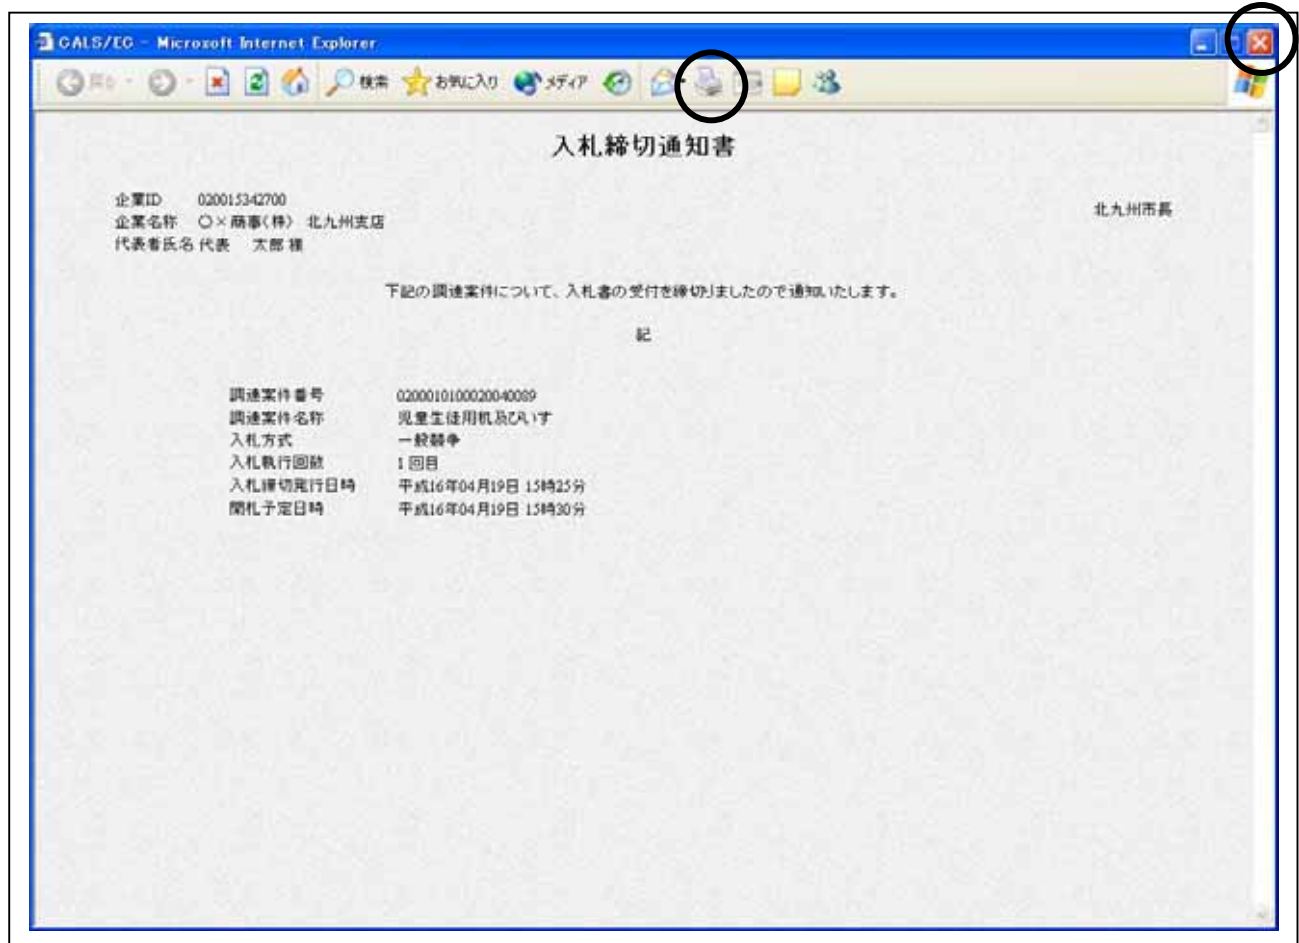 CALS/EC - Microsoft Internet Explorer
戻る 検索 お気に入り メディア
入札締切通知書
企業ID 020015342700
北九州市長
企業名称 ○×商事(株) 北九州支店
代表者氏名 代表 太郎 様
下記の調達案件について、入札書の受付を締切りましたので通知いたします。
記
調達案件番号 0200010100020040089
調達案件名称 児童生徒用机及びいす
入札方式 一般競争
入札執行回数 1回目
入札締切発行日時 平成16年04月19日 15時25分
開札予定日時 平成16年04月19日 15時30分